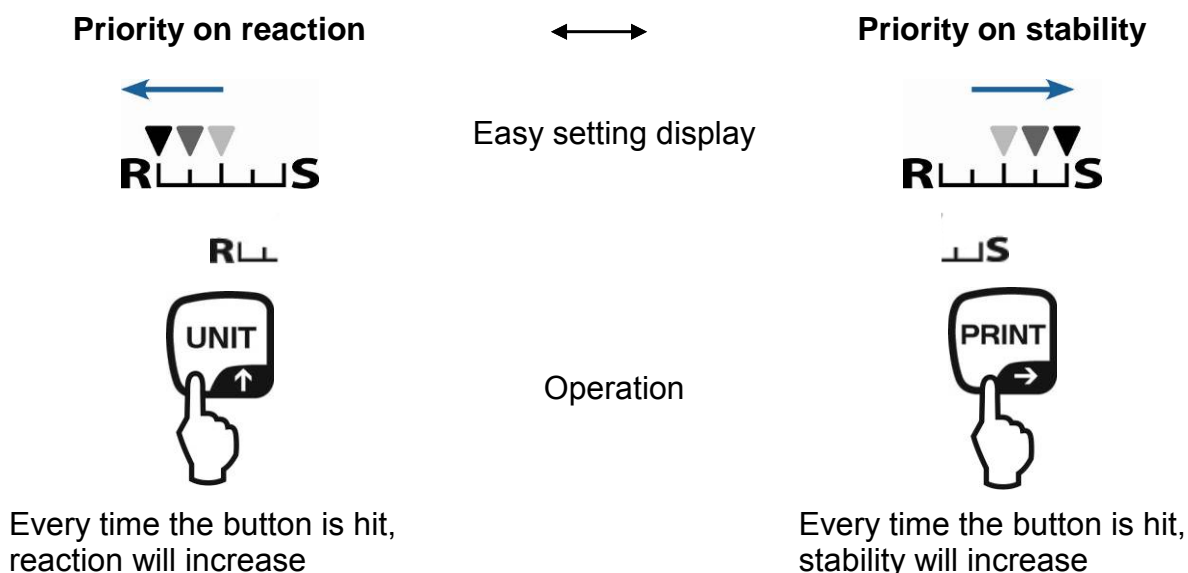 Priority on reaction
Priority on stability
Easy setting display
R S
R S
R
S
UNIT
PRINT
Operation
Every time the button is hit,
reaction will increase
Every time the button is hit,
stability will increase